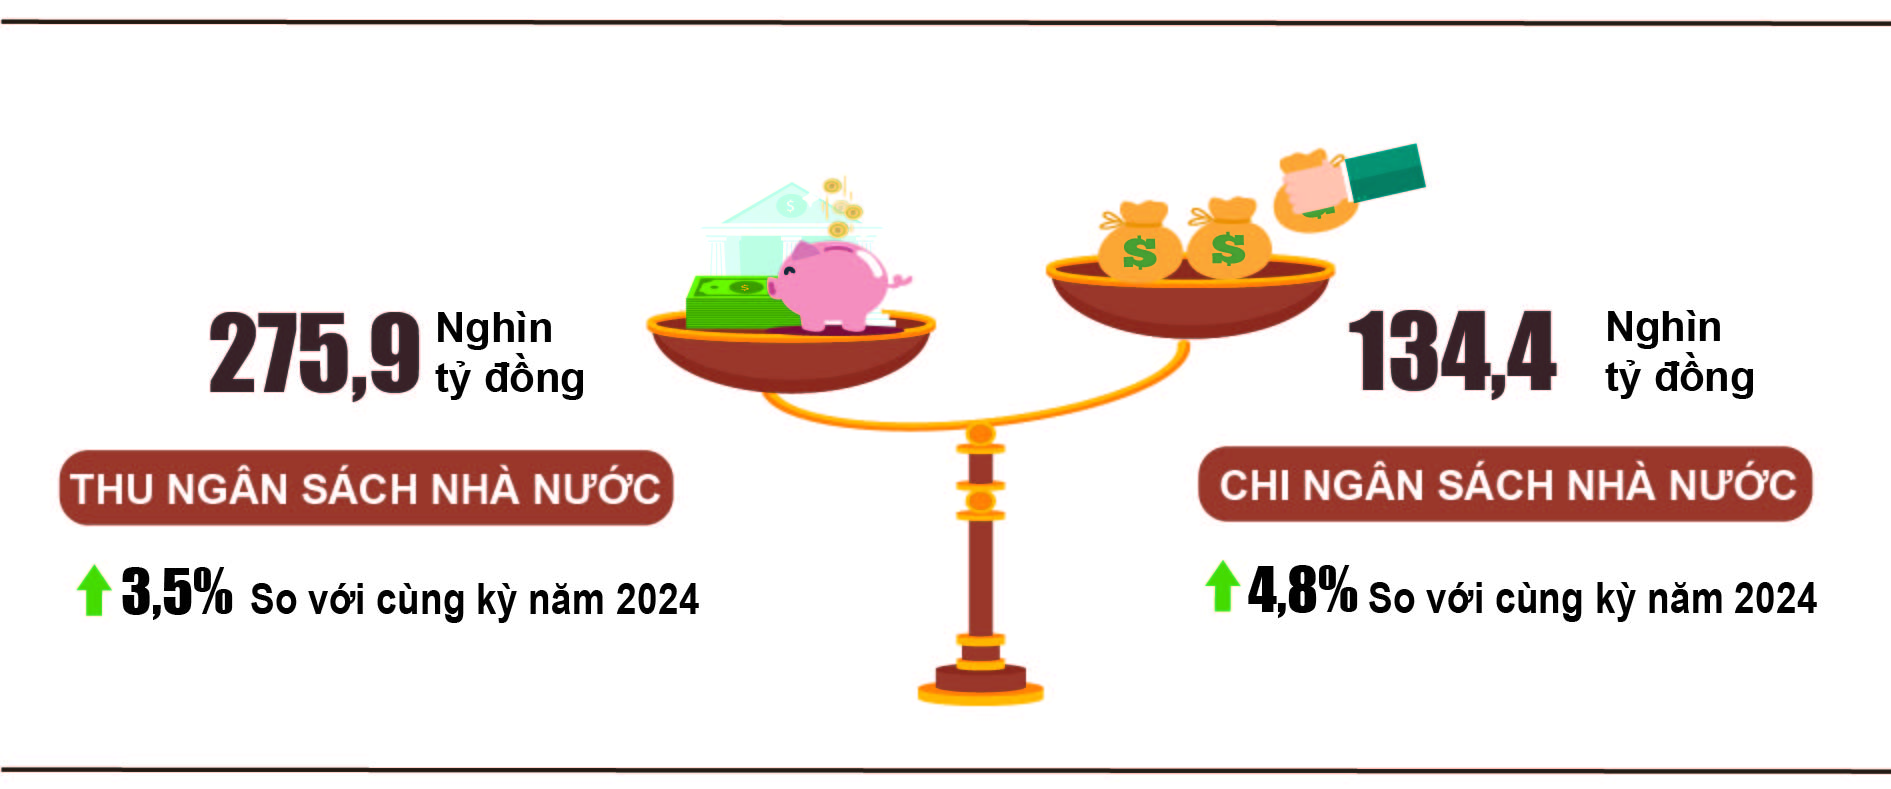 275,9
Nghìn
tỷ đồng
THU NGÂN SÁCH NHÀ NƯỚC
3,5% So với cùng kỳ năm 2024
$
$
$
$
$
134,4
Nghìn
tỷ đồng
CHI NGÂN SÁCH NHÀ NƯỚC
4,8% So với cùng kỳ năm 2024